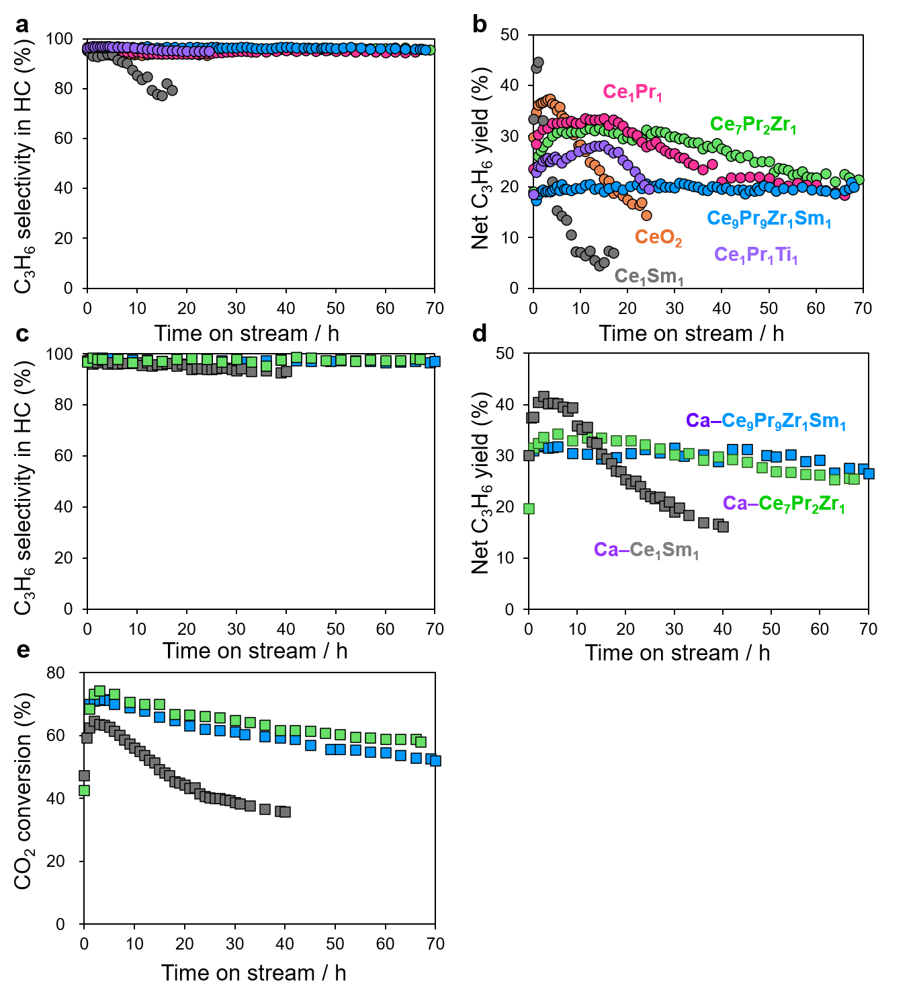 a
C₃H₆ selectivity in HC (%)
100
80
60
40
20
0
0 10 20 30 40 50 60 70
Time on stream / h
b
Net C₃H₆ yield (%)
50
40
30
20
10
0
Ce₁Pr₁
Ce₇Pr₂Zr₁
Ce₉Pr₉Zr₁Sm₁
CeO₂
Ce₁Pr₁Ti₁
Ce₁Sm₁
0 10 20 30 40 50 60 70
Time on stream / h
c
C₃H₆ selectivity in HC (%)
100
80
60
40
20
0
0 10 20 30 40 50 60 70
Time on stream / h
d
Net C₃H₆ yield (%)
50
40
30
20
10
0
Ca–Ce₉Pr₉Zr₁Sm₁
Ca–Ce₇Pr₂Zr₁
Ca–Ce₁Sm₁
0 10 20 30 40 50 60 70
Time on stream / h
e
CO₂ conversion (%)
80
60
40
20
0
0 10 20 30 40 50 60 70
Time on stream / h